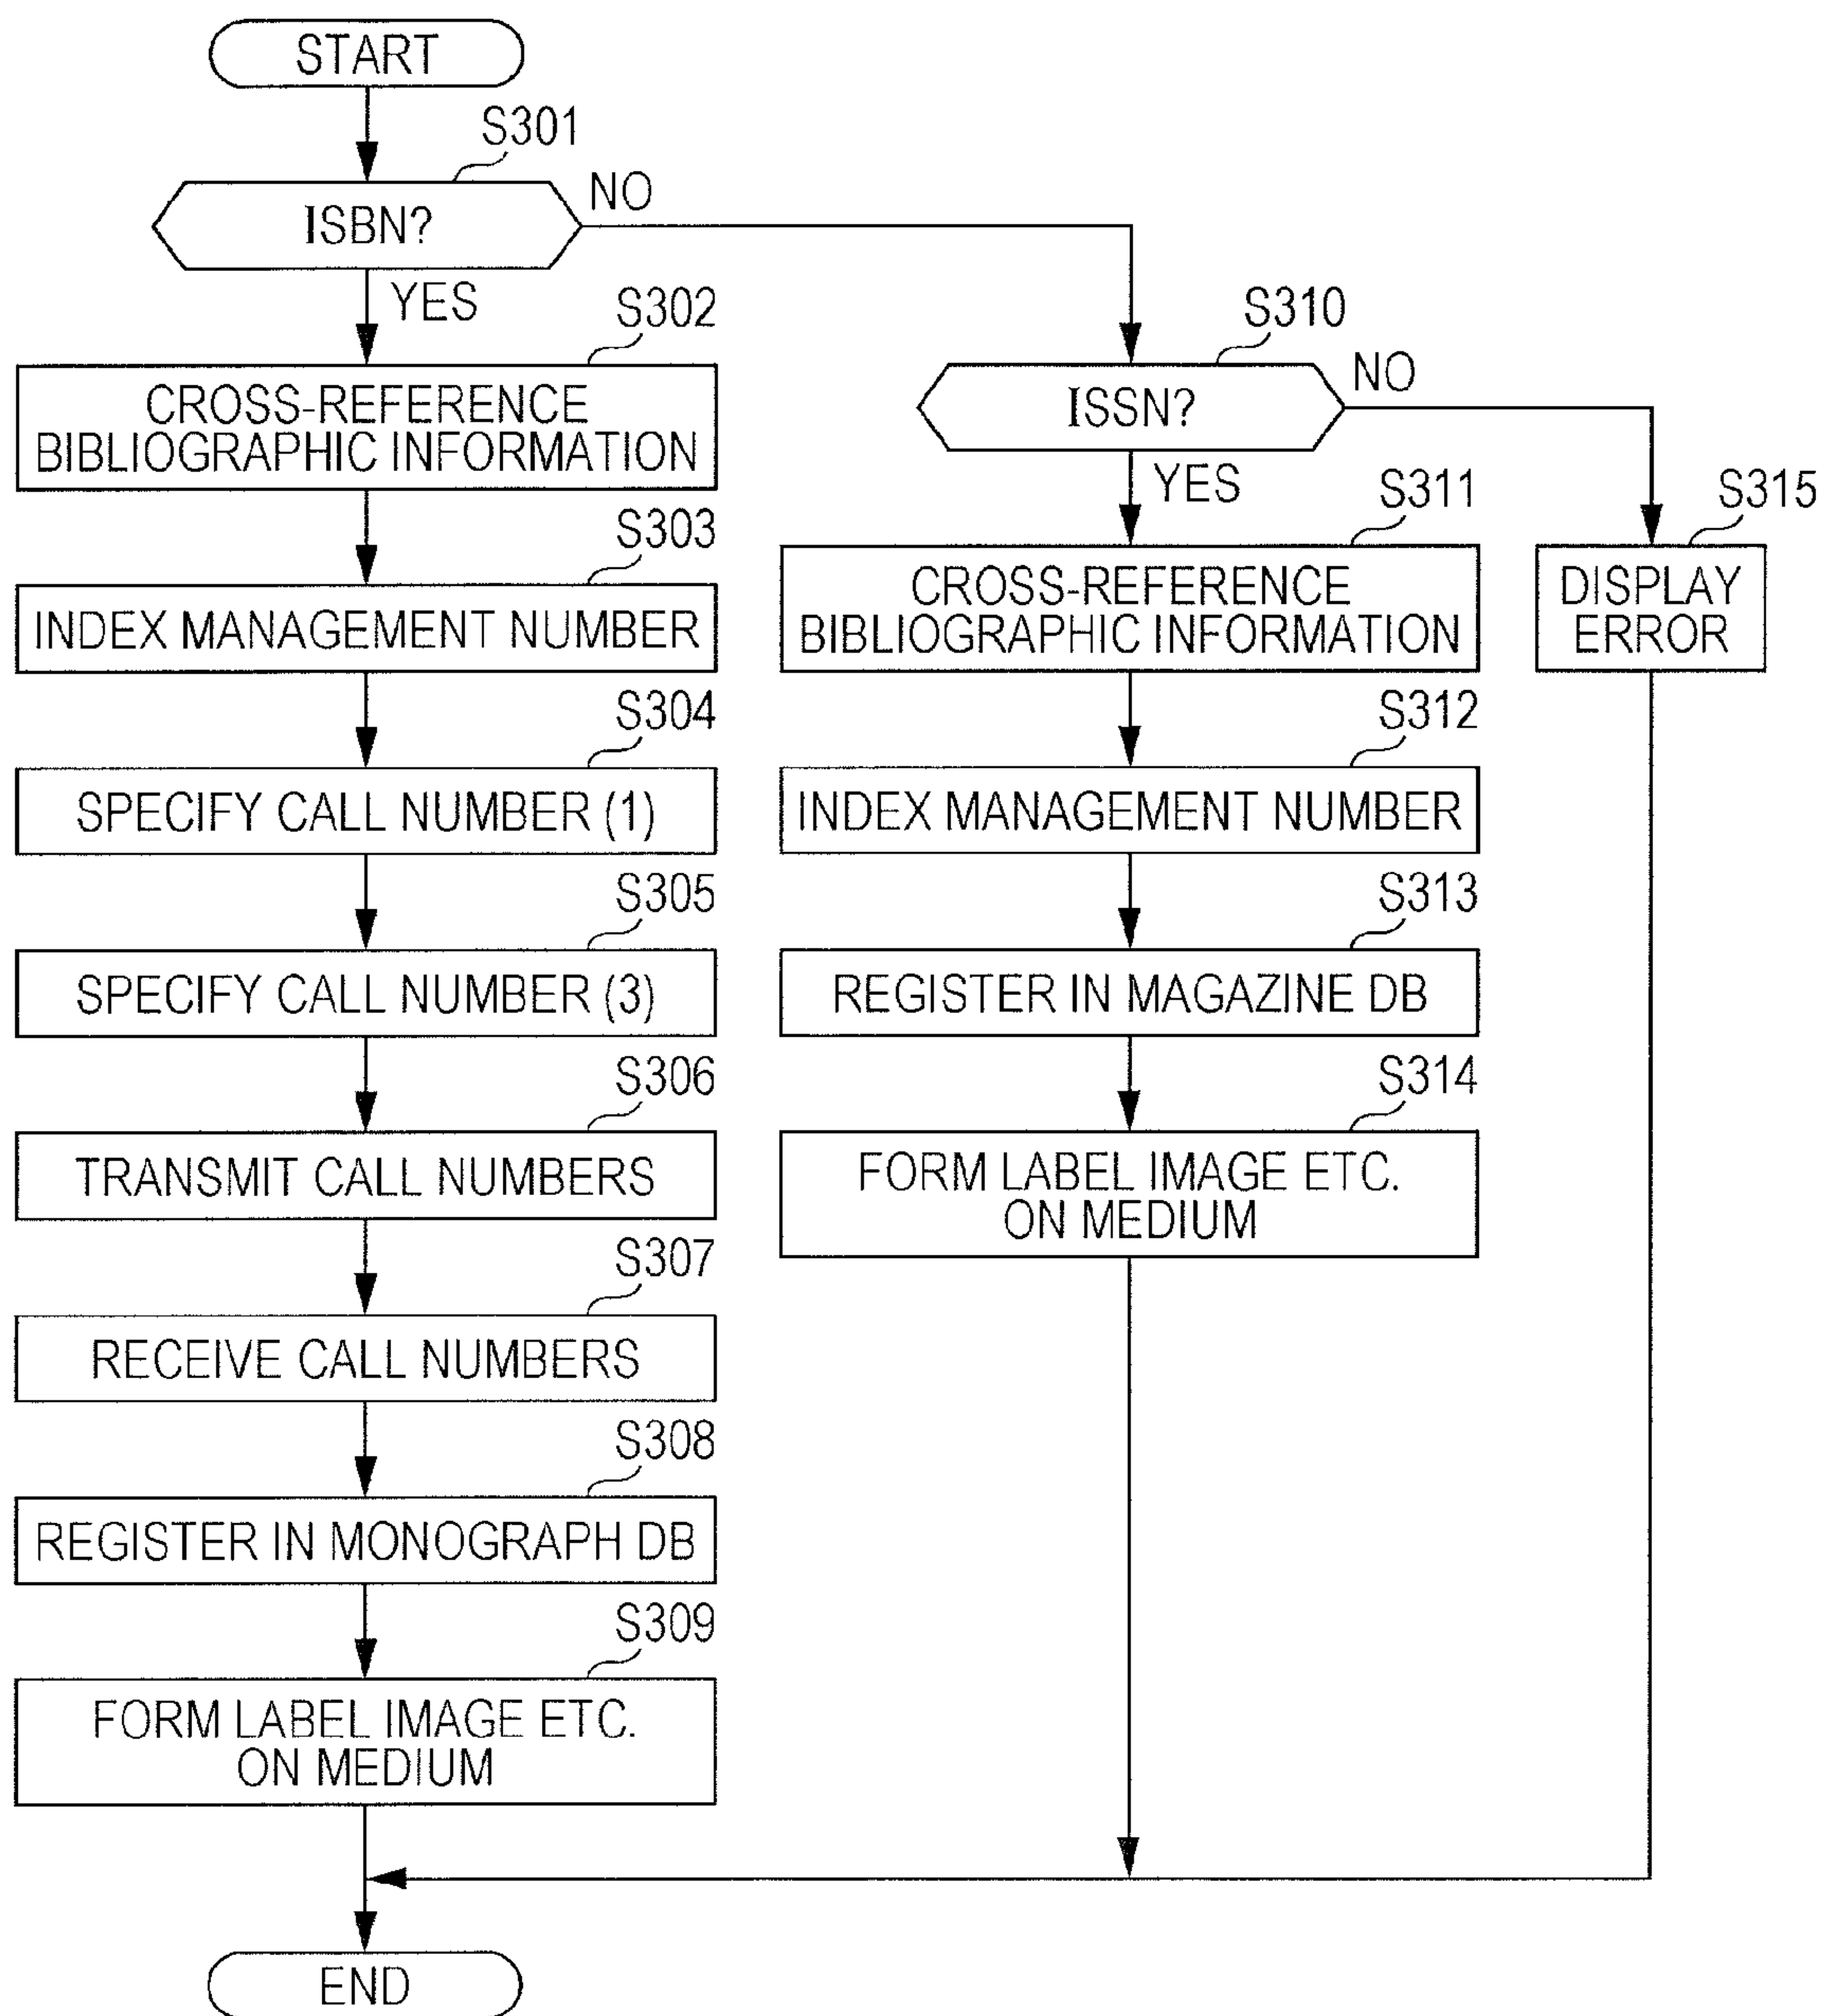 START
S301
ISBN?
NO
YES
S302
CROSS-REFERENCE
BIBLIOGRAPHIC INFORMATION
S303
INDEX MANAGEMENT NUMBER
S304
SPECIFY CALL NUMBER (1)
S305
SPECIFY CALL NUMBER (3)
S306
TRANSMIT CALL NUMBERS
S307
RECEIVE CALL NUMBERS
S308
REGISTER IN MONOGRAPH DB
S309
FORM LABEL IMAGE ETC.
ON MEDIUM
S310
ISSN?
NO
YES
S311
CROSS-REFERENCE
BIBLIOGRAPHIC INFORMATION
S312
INDEX MANAGEMENT NUMBER
S313
REGISTER IN MAGAZINE DB
S314
FORM LABEL IMAGE ETC.
ON MEDIUM
S315
DISPLAY
ERROR
END